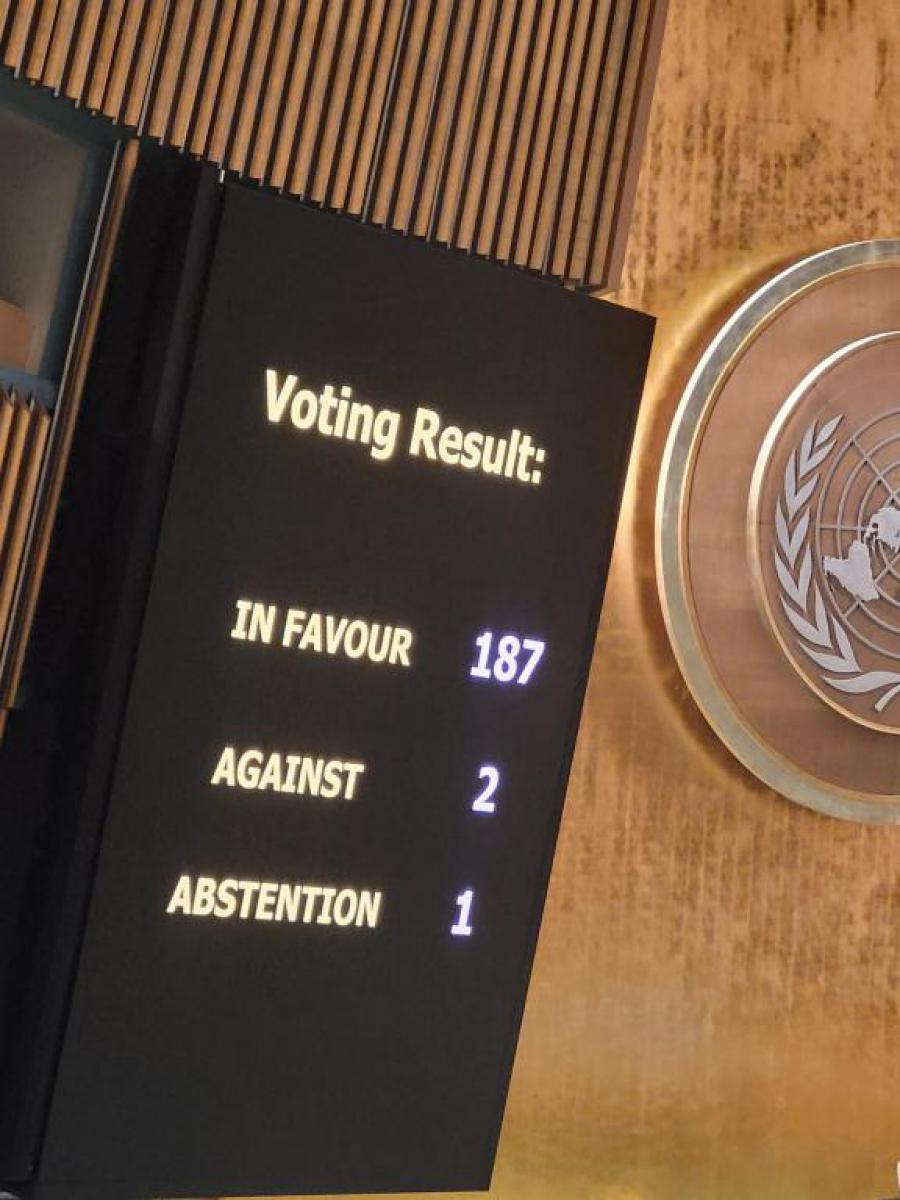 Voting Result:
IN FAVOUR 187
AGAINST 2
ABSTENTION 1